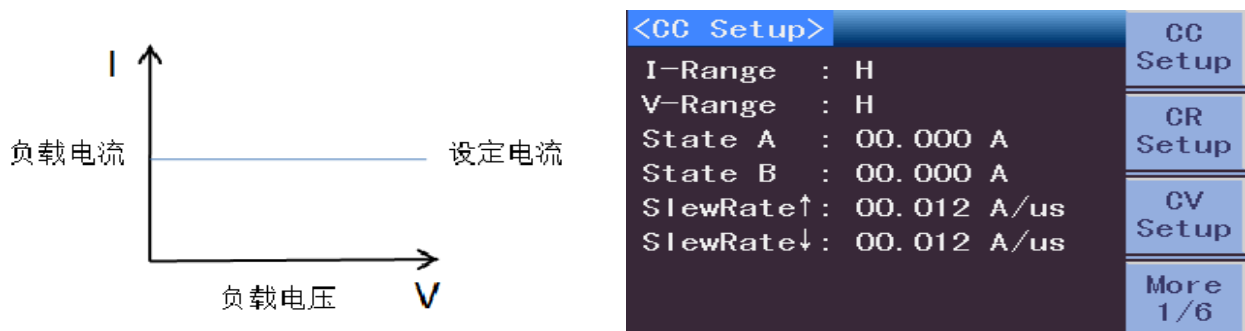 I
负载电流
设定电流
负载电压
V
<CC Setup>
I-Range : H
V-Range : H
State A : 00.000 A
State B : 00.000 A
SlewRate↑: 00.012 A/us
SlewRate↓: 00.012 A/us
CC
Setup
CR
Setup
CV
Setup
More
1/6